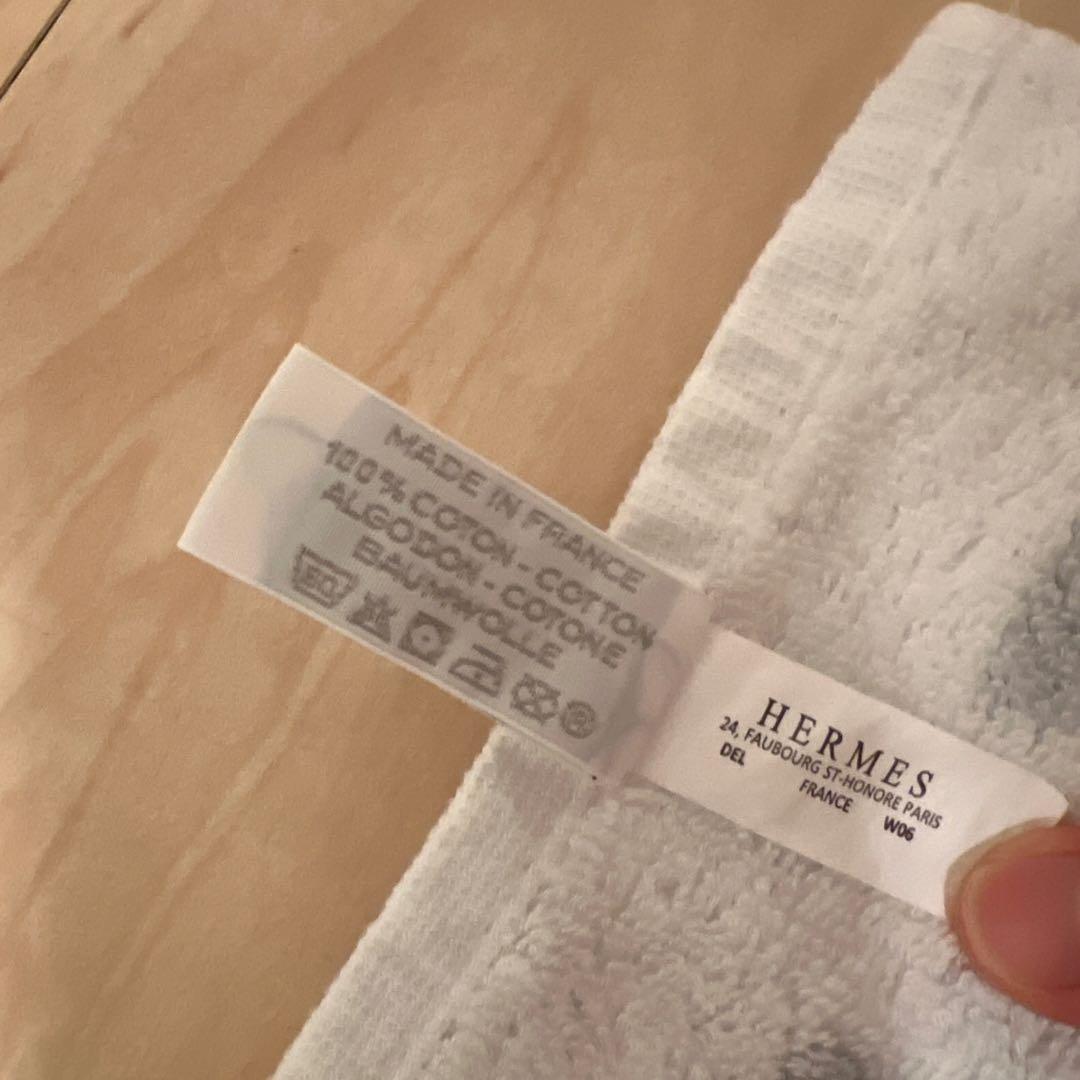 MADE IN FRANCE
100% COTON - COTTON
ALGODON - COTONE
BAUMWOLLE
HERMES
24, FAUBOURG ST-HONORE PARIS
DEL FRANCE W06